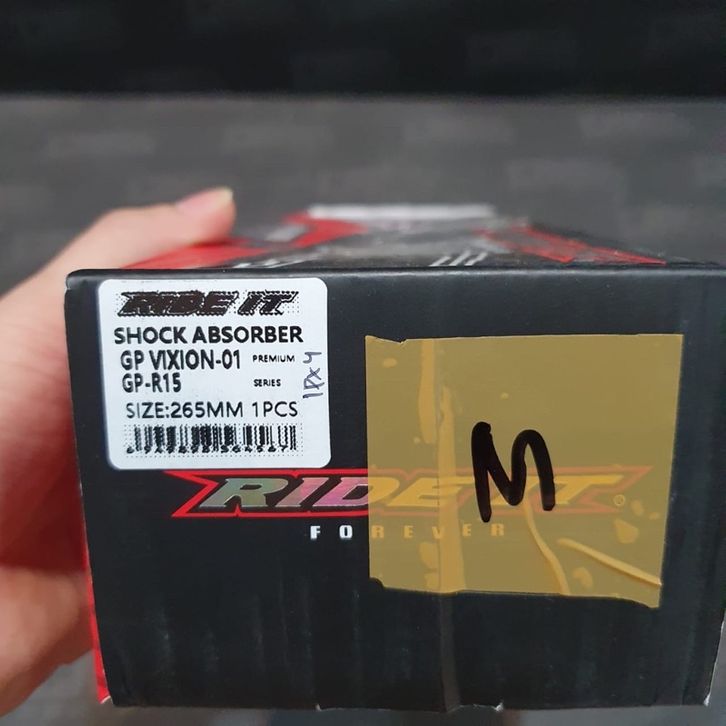 RIDE IT
SHOCK ABSORBER
GP VIXION-01 PREMIUM
GP-R15 SERIES
SIZE:265MM 1PCS
RIDE IT ®
FOREVER
M